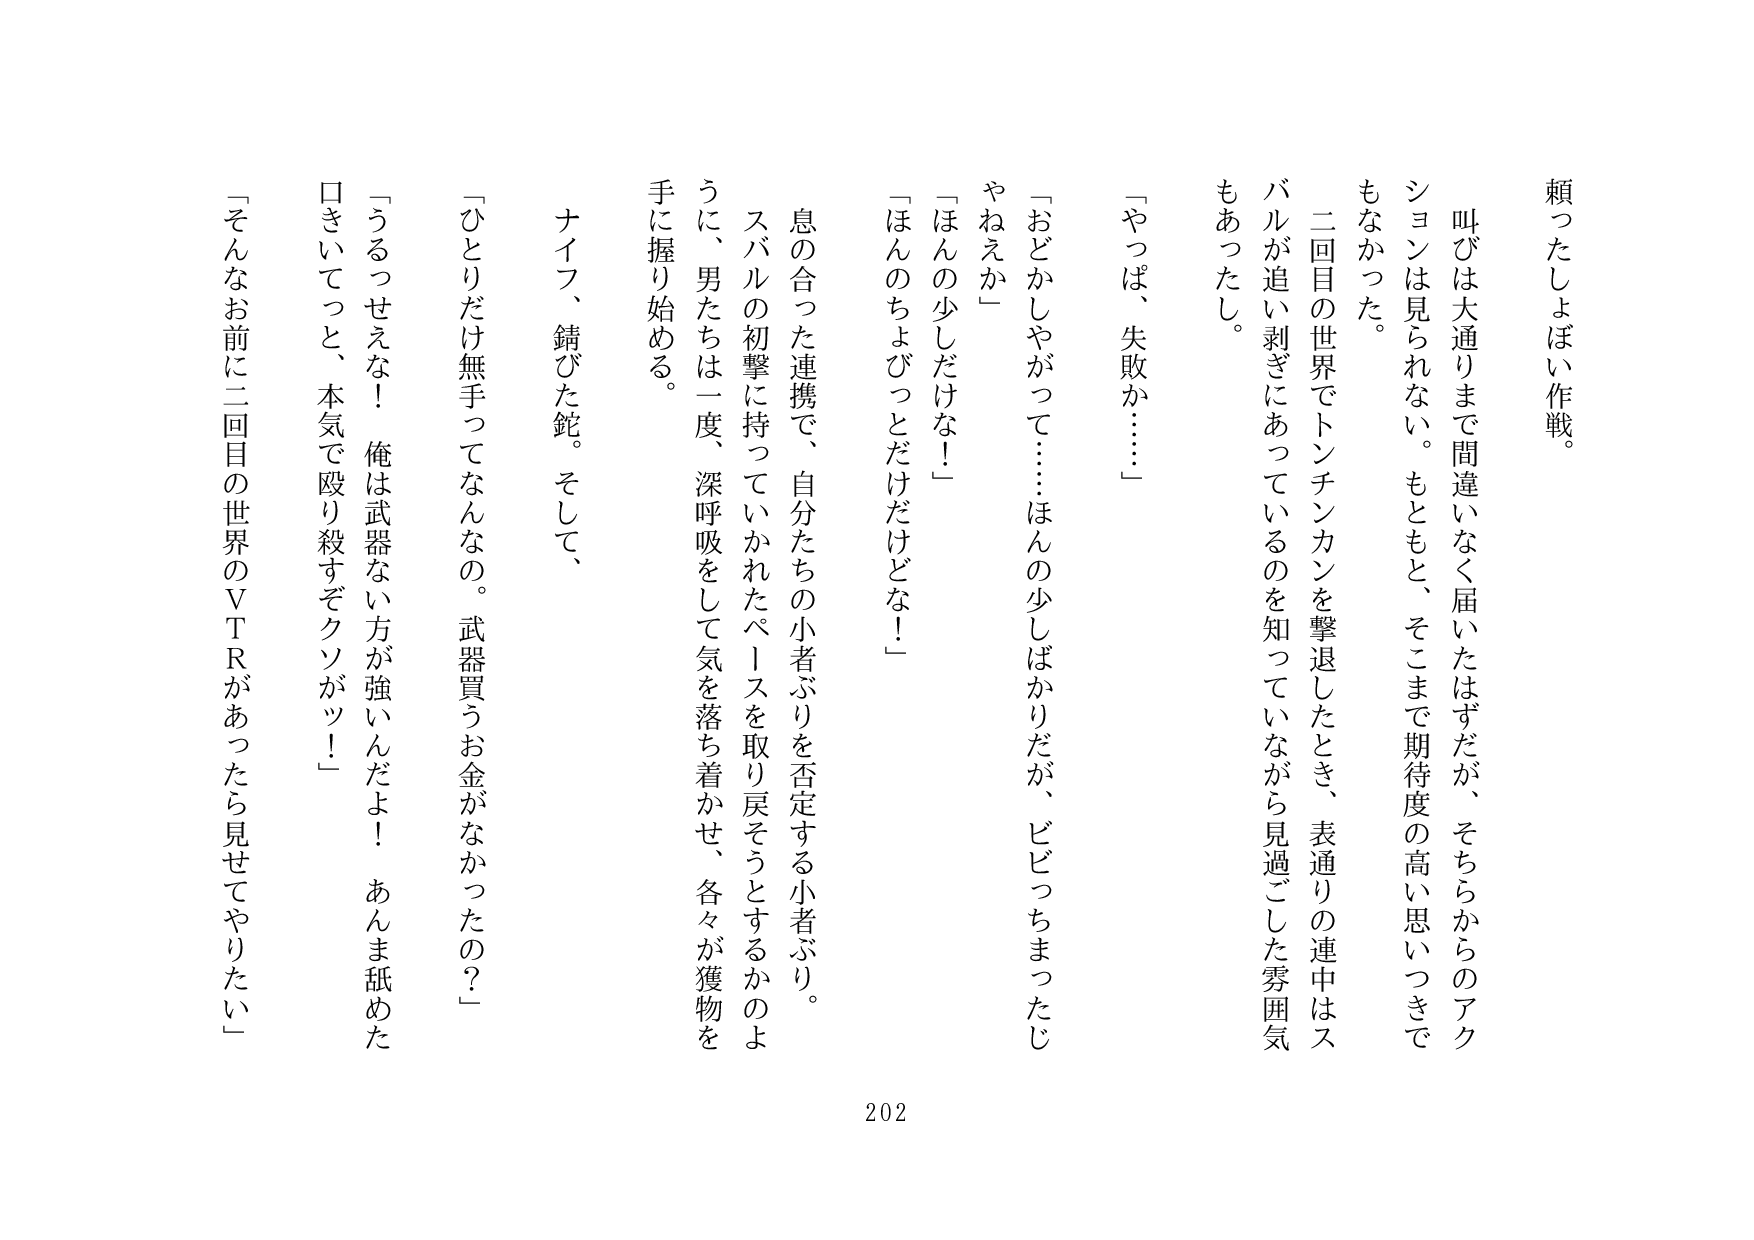 頼ったしょぼい作戦。
　叫びは大通りまで間違いなく届いたはずだが、そちらからのアク
ションは見られない。もともと、そこまで期待度の高い思いつきで
もなかった。
　二回目の世界でトンチンカンを撃退したとき、表通りの連中はス
バルが追い剥ぎにあっているのを知っていながら見過ごした雰囲気
もあったし。
「やっぱ、失敗か……」
「おどかしやがって……ほんの少しばかりだが、ビビっちまったじ
ゃねえか」
「ほんの少しだけな！」
「ほんのちょびっとだけだけどな！」
　息の合った連携で、自分たちの小者ぶりを否定する小者ぶり。
　スバルの初撃に持っていかれたペースを取り戻そうとするかのよ
うに、男たちは一度、深呼吸をして気を落ち着かせ、各々が獲物を
手に握り始める。
　ナイフ、錆びた鉈。そして、
「ひとりだけ無手ってなんなの。武器買うお金がなかったの？」
「うるっせえな！　俺は武器ない方が強いんだよ！　あんま舐めた
口きいてっと、本気で殴り殺すぞクソがッ！」
「そんなお前に二回目の世界のＶＴＲがあったら見せてやりたい」
202